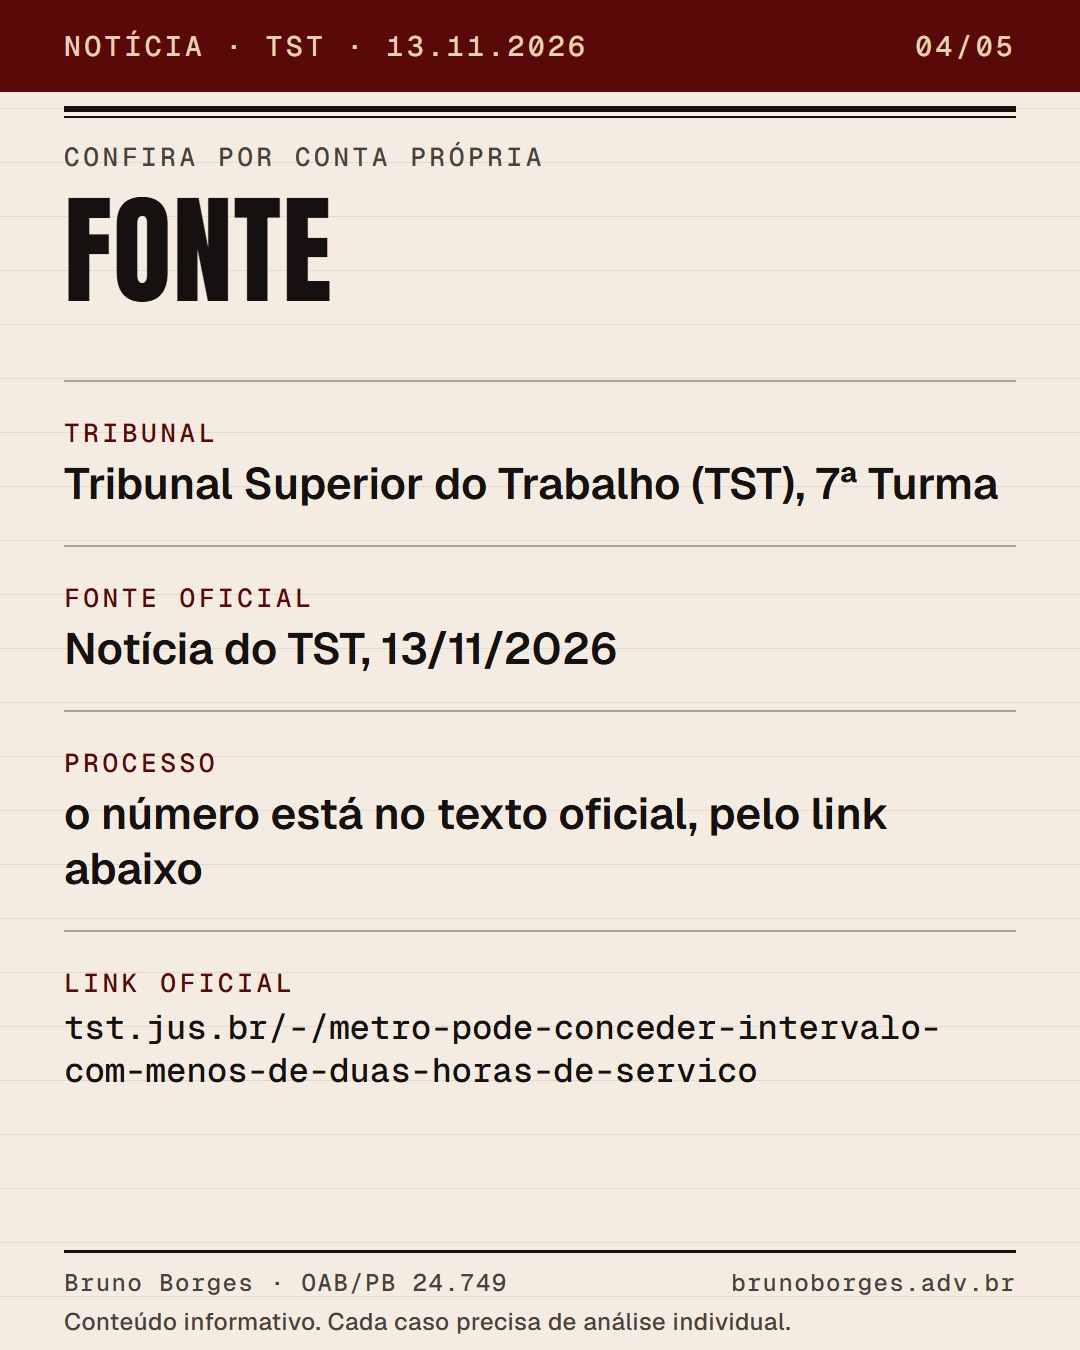 NOTÍCIA · TST · 13.11.2026 04/05
CONFIRA POR CONTA PRÓPRIA
FONTE
TRIBUNAL
Tribunal Superior do Trabalho (TST), 7ª Turma
FONTE OFICIAL
Notícia do TST, 13/11/2026
PROCESSO
o número está no texto oficial, pelo link
abaixo
LINK OFICIAL
tst.jus.br/-/metro-pode-conceder-intervalo-
com-menos-de-duas-horas-de-servico
Bruno Borges · OAB/PB 24.749 brunoborges.adv.br
Conteúdo informativo. Cada caso precisa de análise individual.